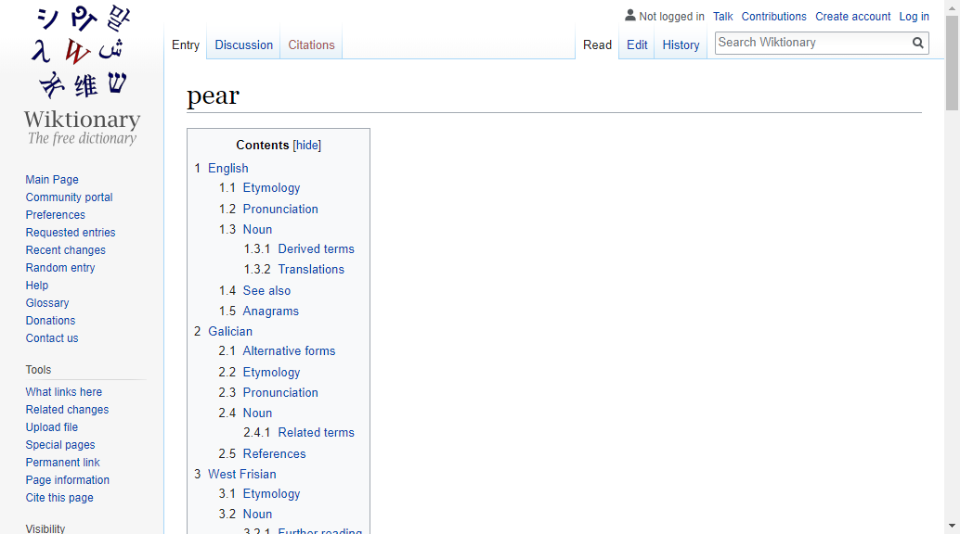 シ
말
λ
W
ش
维
ש
Wiktionary
The free dictionary
Not logged in Talk Contributions Create account Log in
Entry Discussion Citations Read Edit History Search Wiktionary
pear
Contents [hide]
1 English
1.1 Etymology
1.2 Pronunciation
1.3 Noun
1.3.1 Derived terms
1.3.2 Translations
1.4 See also
1.5 Anagrams
2 Galician
2.1 Alternative forms
2.2 Etymology
2.3 Pronunciation
2.4 Noun
2.4.1 Related terms
2.5 References
3 West Frisian
3.1 Etymology
3.2 Noun
3.2.1 Further reading
Main Page
Community portal
Preferences
Requested entries
Recent changes
Random entry
Help
Glossary
Donations
Contact us
Tools
What links here
Related changes
Upload file
Special pages
Permanent link
Page information
Cite this page
Visibility